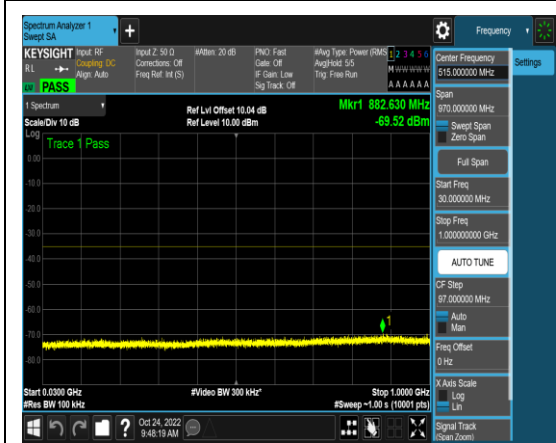 Spectrum Analyzer 1
Swept SA
+
Frequency
KEYSIGHT
Input: RF
Coupling: DC
Align: Auto
Input Z: 50 Ω
Corrections: Off
Freq Ref: Int (S)
#Atten: 20 dB
PNO: Fast
Gate: Off
IF Gain: Low
Sig Track: Off
#Avg Type: Power (RMS
Avg|Hold: 5/5
Trig: Free Run
1 2 3 4 5 6
M W W W W W
A A A A A A
RL
PASS
1 Spectrum
Scale/Div 10 dB
Ref Lvl Offset 10.04 dB
Ref Level 10.00 dBm
Mkr1 882.630 MHz
-69.52 dBm
Log
Trace 1 Pass
0.00
-10.0
-20.0
-30.0
-40.0
-50.0
-60.0
-70.0
-80.0
1
Start 0.0300 GHz
#Res BW 100 kHz
#Video BW 300 kHz*
Stop 1.0000 GHz
#Sweep ~1.00 s (10001 pts)
Center Frequency
515.000000 MHz
Settings
Span
970.000000 MHz
Swept Span
Zero Span
Full Span
Start Freq
30.000000 MHz
Stop Freq
1.000000000 GHz
AUTO TUNE
CF Step
97.000000 MHz
Auto
Man
Freq Offset
0 Hz
X Axis Scale
Log
Lin
Signal Track
(Span Zoom)
?
Oct 24, 2022
9:48:19 AM